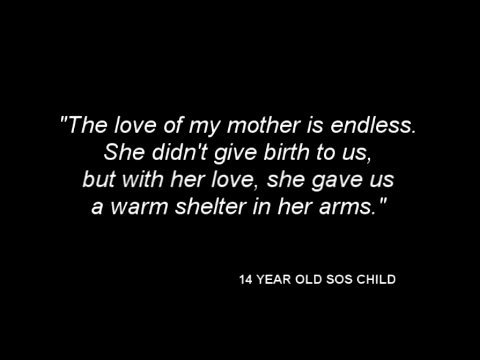 "The love of my mother is endless.
She didn't give birth to us,
but with her love, she gave us
a warm shelter in her arms."
14 YEAR OLD SOS CHILD